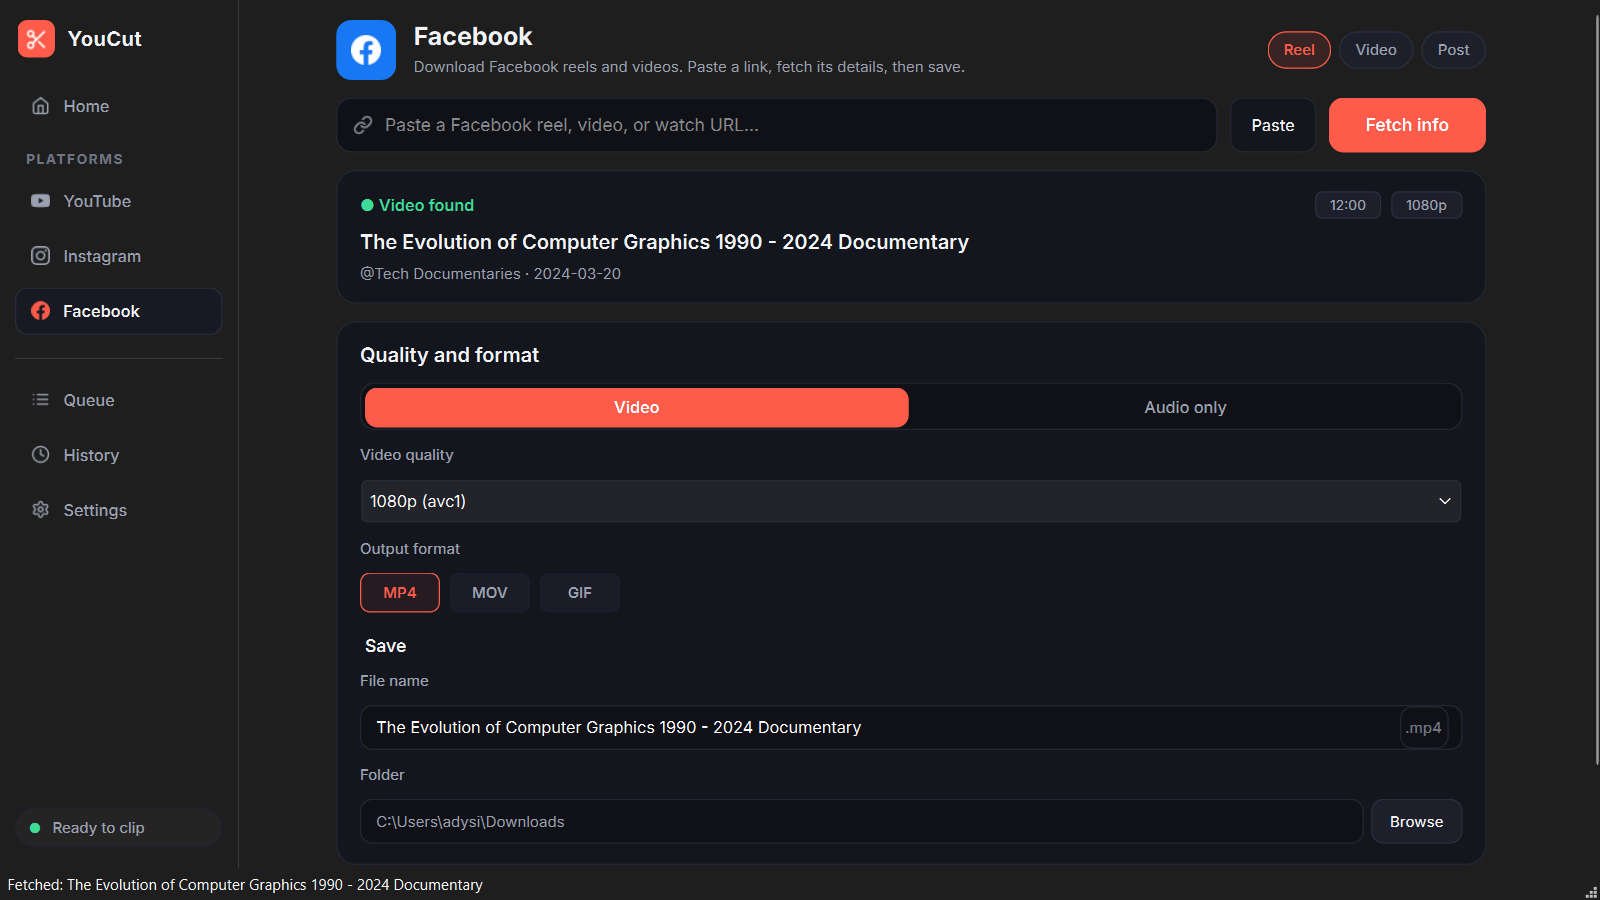 YouCut
Home
PLATFORMS
YouTube
Instagram
Facebook
Queue
History
Settings
Ready to clip
Facebook
Download Facebook reels and videos. Paste a link, fetch its details, then save.
Reel
Video
Post
Paste a Facebook reel, video, or watch URL...
Paste
Fetch info
Video found
12:00
1080p
The Evolution of Computer Graphics 1990 - 2024 Documentary
@Tech Documentaries · 2024-03-20
Quality and format
Video
Audio only
Video quality
1080p (avc1)
Output format
MP4
MOV
GIF
Save
File name
The Evolution of Computer Graphics 1990 - 2024 Documentary
.mp4
Folder
C:\Users\adysi\Downloads
Browse
Fetched: The Evolution of Computer Graphics 1990 - 2024 Documentary